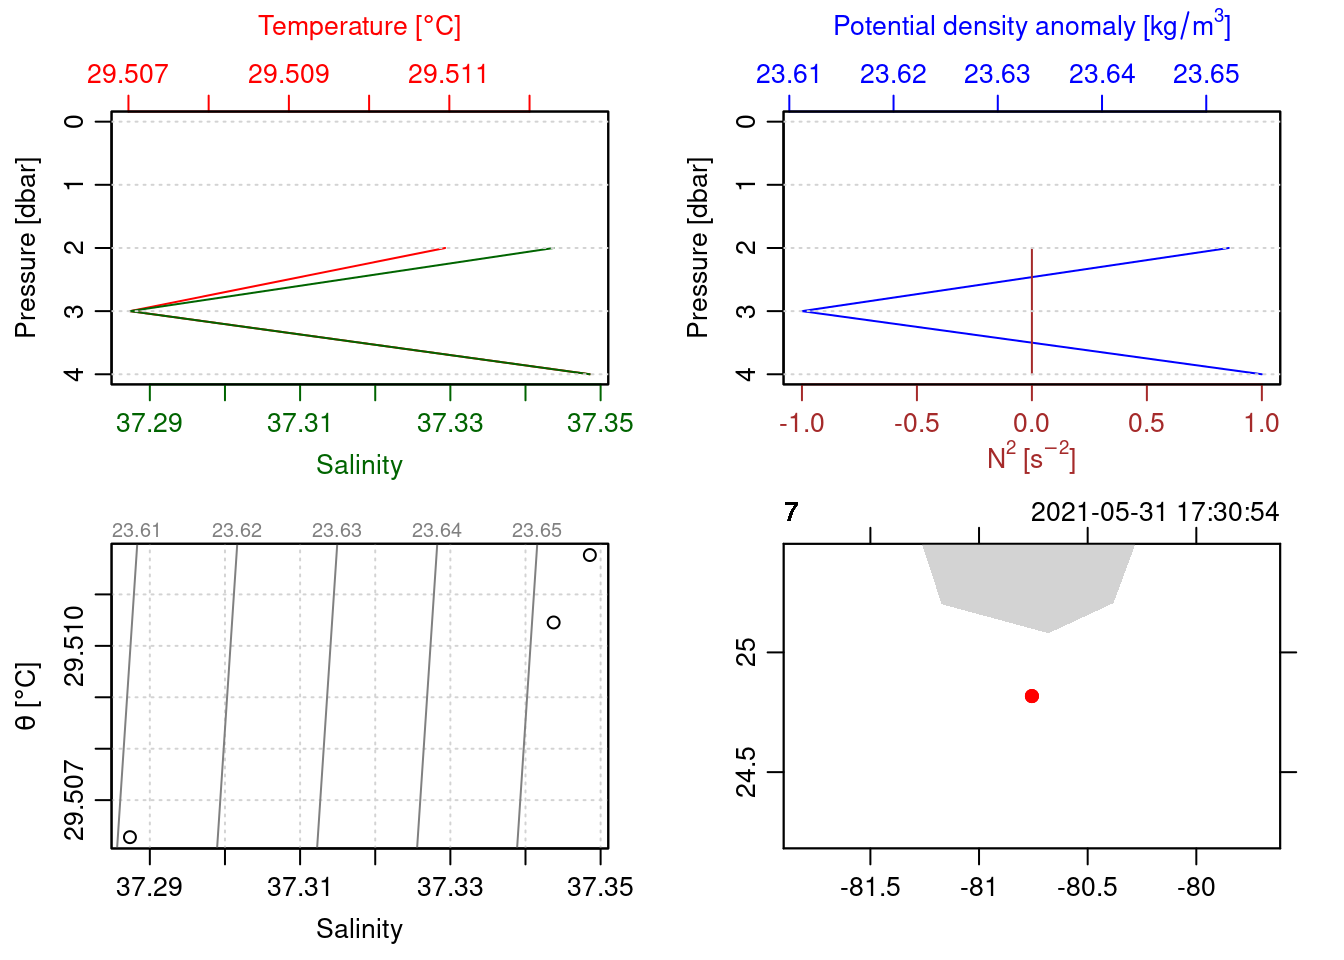 Temperature [°C]
29.507 29.509 29.511
Pressure [dbar]
0
1
2
3
4
37.29 37.31 37.33 37.35
Salinity
Potential density anomaly [kg/m³]
23.61 23.62 23.63 23.64 23.65
Pressure [dbar]
0
1
2
3
4
-1.0 -0.5 0.0 0.5 1.0
N² [s⁻²]
23.61 23.62 23.63 23.64 23.65
θ [°C]
29.510
29.507
37.29 37.31 37.33 37.35
Salinity
7 2021-05-31 17:30:54
25
24.5
-81.5 -81 -80.5 -80